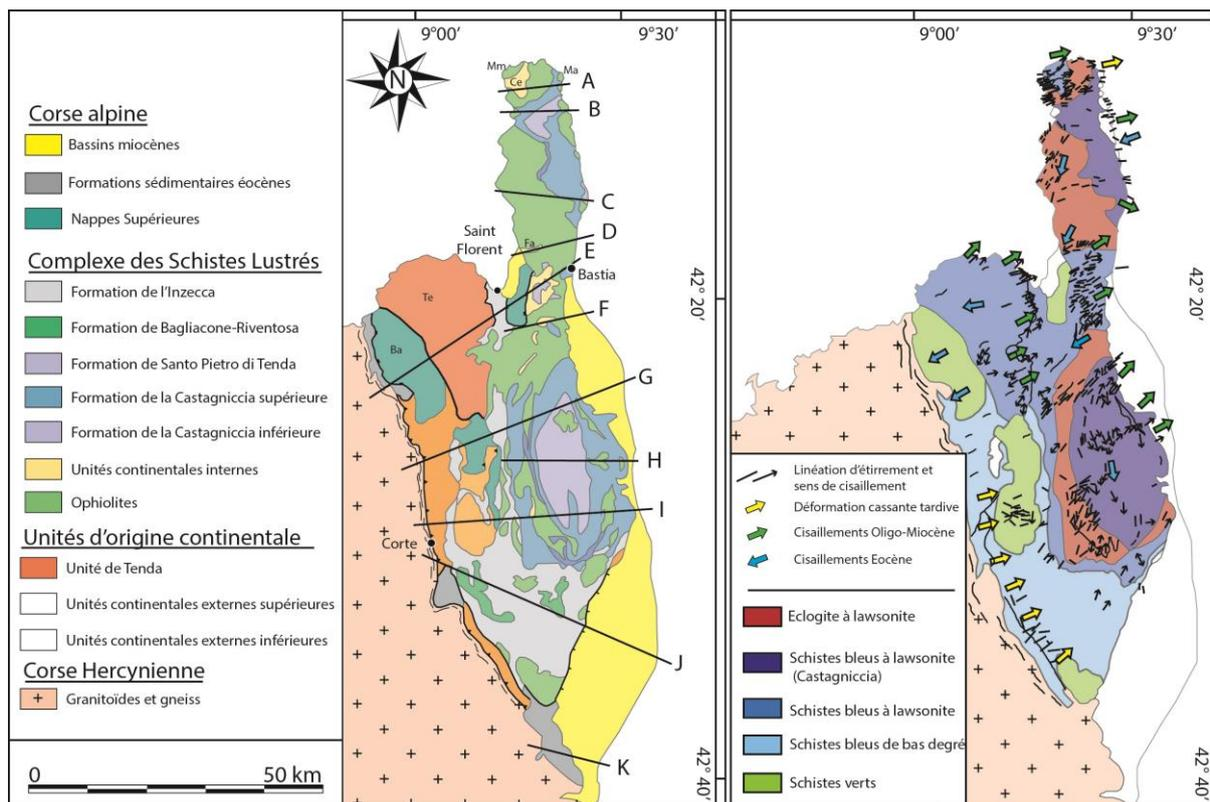 Corse alpine
Bassins miocènes
Formations sédimentaires éocènes
Nappes Supérieures
Complexe des Schistes Lustrés
Formation de l'Inzecca
Formation de Bagliacone-Riventosa
Formation de Santo Pietro di Tenda
Formation de la Castagniccia supérieure
Formation de la Castagniccia inférieure
Unités continentales internes
Ophiolites
Unités d'origine continentale
Unité de Tenda
Unités continentales externes supérieures
Unités continentales externes inférieures
Corse Hercynienne
Granitoïdes et gneiss
0 50 km
9°00' 9°30'
N
Mm Ce Ma
A
B
C
D
E
Saint
Florent
Fa
Bastia
F
Te
Ba
G
H
I
Corte
J
K
42° 20'
42° 40'
9°00' 9°30'
42° 20'
42° 40'
Linéation d'étirrement et
sens de cisaillement
Déformation cassante tardive
Cisaillements Oligo-Miocène
Cisaillements Eocène
Eclogite à lawsonite
Schistes bleus à lawsonite
(Castagniccia)
Schistes bleus à lawsonite
Schistes bleus de bas degré
Schistes verts